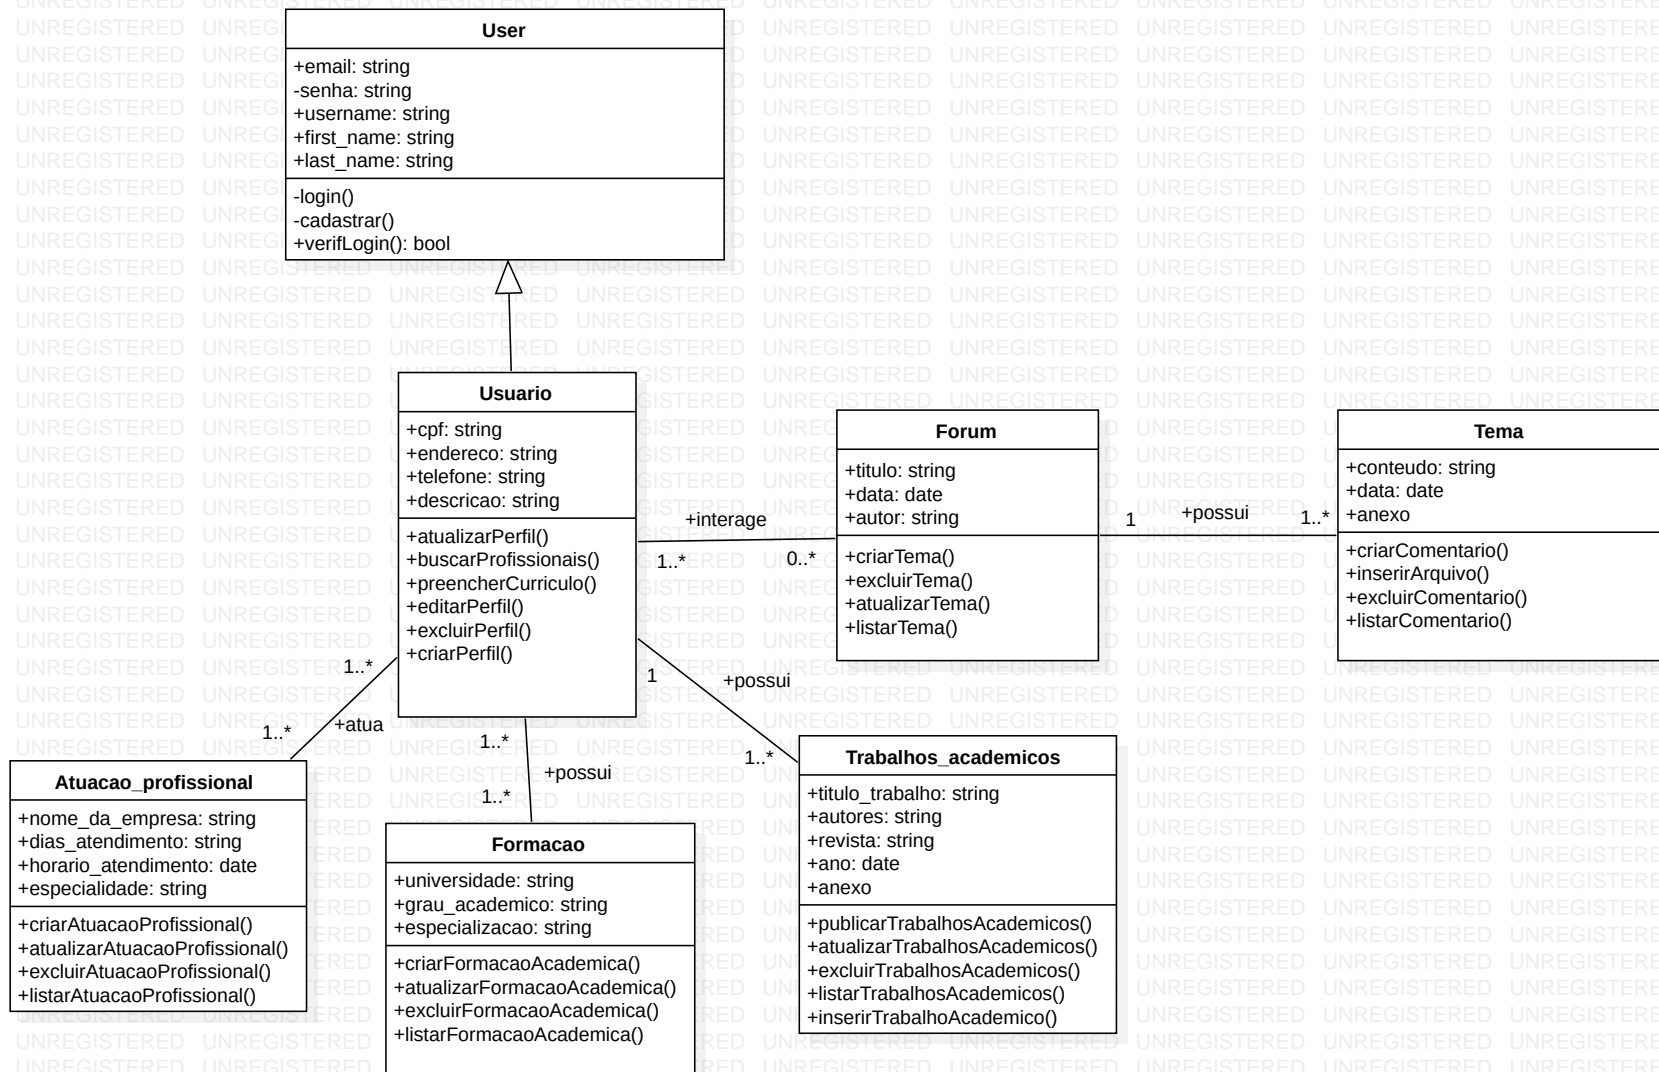 User
+email: string
-senha: string
+username: string
+first_name: string
+last_name: string
-login()
-cadastrar()
+verifLogin(): bool
Usuario
+cpf: string
+endereco: string
+telefone: string
+descricao: string
+atualizarPerfil()
+buscarProfissionais()
+preencherCurriculo()
+editarPerfil()
+excluirPerfil()
+criarPerfil()
+interage
1..*
0..*
Forum
+titulo: string
+data: date
+autor: string
+criarTema()
+excluirTema()
+atualizarTema()
+listarTema()
1
+possui
1..*
Tema
+conteudo: string
+data: date
+anexo
+criarComentario()
+inserirArquivo()
+excluirComentario()
+listarComentario()
1..*
+atua
1..*
Atuacao_profissional
+nome_da_empresa: string
+dias_atendimento: string
+horario_atendimento: date
+especialidade: string
+criarAtuacaoProfissional()
+atualizarAtuacaoProfissional()
+excluirAtuacaoProfissional()
+listarAtuacaoProfissional()
1..*
+possui
1..*
Formacao
+universidade: string
+grau_academico: string
+especializacao: string
+criarFormacaoAcademica()
+atualizarFormacaoAcademica()
+excluirFormacaoAcademica()
+listarFormacaoAcademica()
1
+possui
1..*
Trabalhos_academicos
+titulo_trabalho: string
+autores: string
+revista: string
+ano: date
+anexo
+publicarTrabalhosAcademicos()
+atualizarTrabalhosAcademicos()
+excluirTrabalhosAcademicos()
+listarTrabalhosAcademicos()
+inserirTrabalhoAcademico()
UNREGISTERED